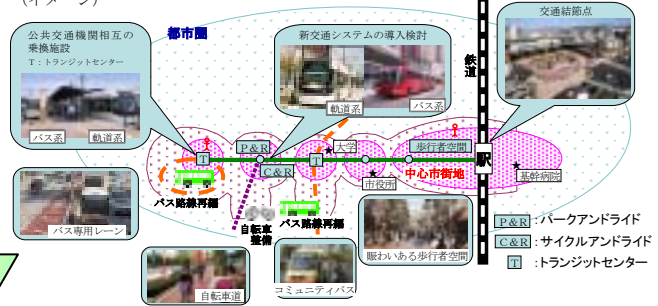 (イメージ)
公共交通機関相互の
乗換施設
T:トランジットセンター
バス系
軌道系
都市圏
新交通システムの導入検討
軌道系
バス系
鉄道
交通結節点
P&R
大学
歩行者空間
T
T
駅
C&R
中心市街地
市役所
基幹病院
バス路線再編
バス路線再編
自転車
整備
バス専用レーン
自転車道
コミュニティバス
賑わいある歩行者空間
P&R:パークアンドライド
C&R:サイクルアンドライド
T:トランジットセンター